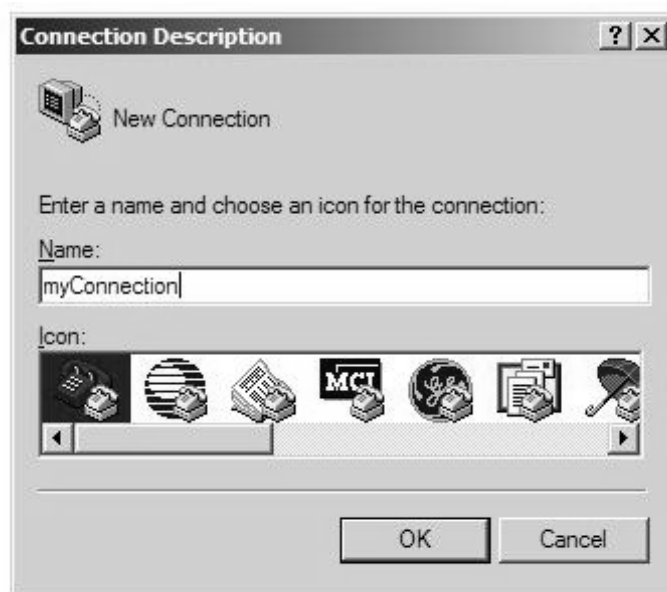 Connection Description
New Connection
Enter a name and choose an icon for the connection:
Name:
myConnection
Icon:
MCI
OK
Cancel